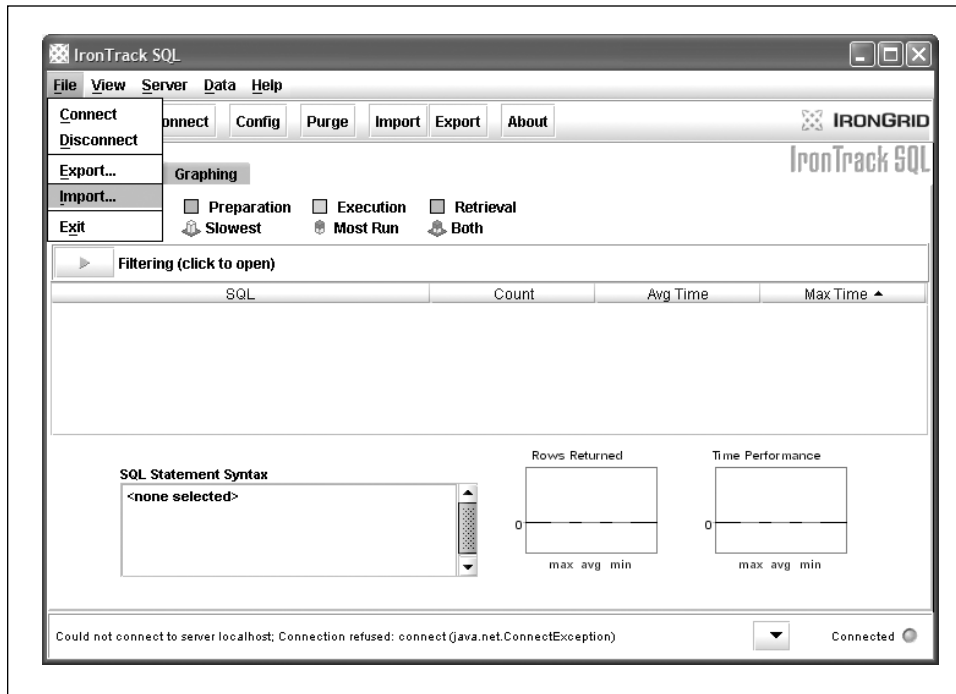 IronTrack SQL
File View Server Data Help
Connect
Disconnect
Export...
Import...
Exit
onnect Config Purge Import Export About
IRONGRID
IronTrack SQL
Graphing
Preparation Execution Retrieval
Slowest Most Run Both
Filtering (click to open)
SQL Count Avg Time Max Time
SQL Statement Syntax
<none selected>
Rows Returned
0
max avg min
Time Performance
0
max avg min
Could not connect to server localhost; Connection refused: connect (java.net.ConnectException)
Connected